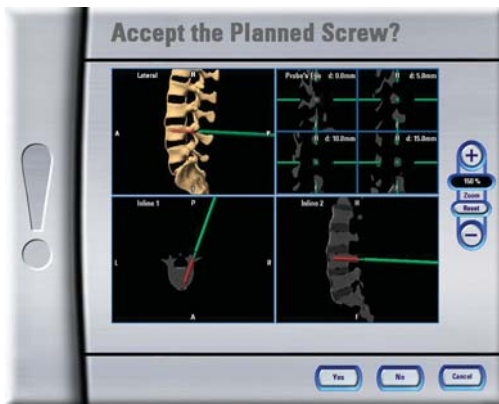 Accept the Planned Screw?
Lateral
H
A
P
Probe's Eye
d: 0.0mm
H
d: 5.0mm
d: 10.0mm
H
d: 15.0mm
Inline 1
P
L
R
A
Inline 2
H
150 %
Zoom
Reset
Yes
No
Cancel